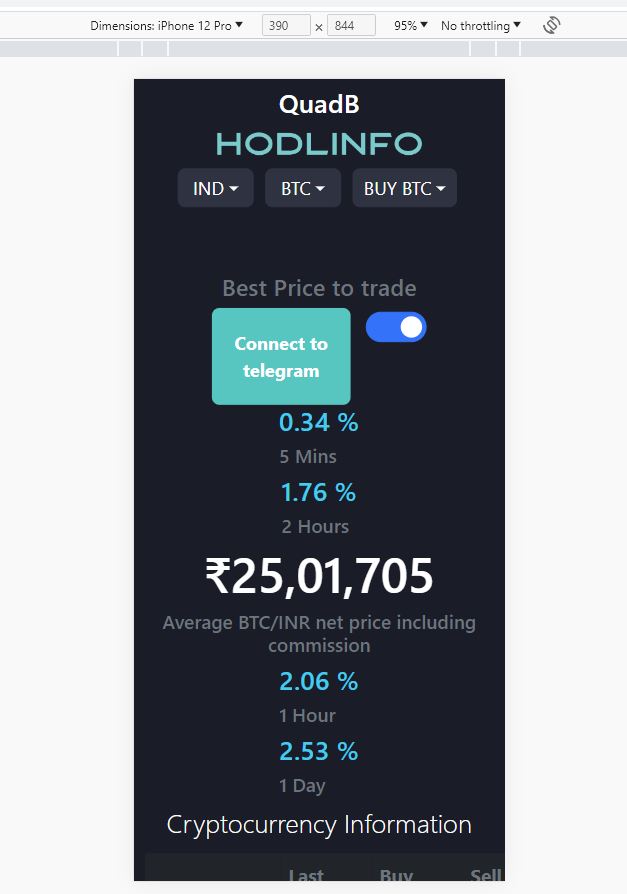 Dimensions: iPhone 12 Pro 390 × 844 95% No throttling
QuadB
HODLINFO
IND BTC BUY BTC
Best Price to trade
Connect to
telegram
0.34 %
5 Mins
1.76 %
2 Hours
₹25,01,705
Average BTC/INR net price including
commission
2.06 %
1 Hour
2.53 %
1 Day
Cryptocurrency Information
Last Buy Sell